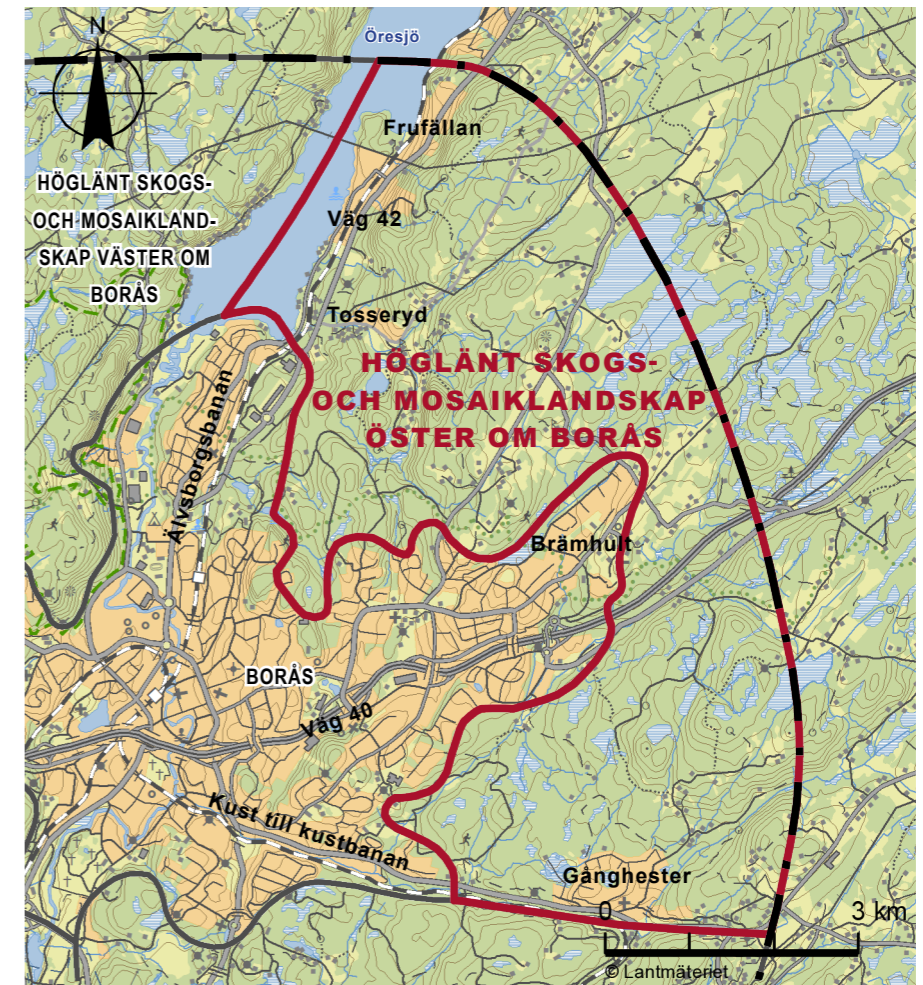 Öresjö
N
Frufällan
HÖGLÄNT SKOGS-
OCH MOSAIKLAND-
SKAP VÄSTER OM
BORÅS
Väg 42
Tosseryd
HÖGLÄNT SKOGS-
OCH MOSAIKLANDSKAP
ÖSTER OM BORÅS
Älvsborgsbanan
Brämhult
BORÅS
Väg 40
Kust till kustbanan
Gånghester
0 3 km
© Lantmäteriet